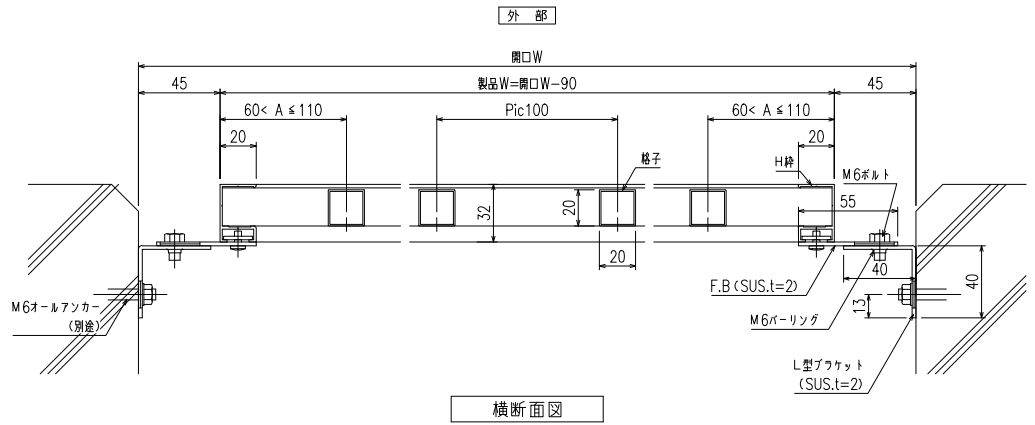 外 部
開口W
45
製品W=開口W-90
45
60< A ≦110
Pic100
60< A ≦110
20
20
格子
H枠
M6ボルト
55
32
20
20
40
40
13
F.B(SUS.t=2)
M6バーリング
M6オールアンカー
(別途)
L型ブラケット
(SUS.t=2)
横断面図